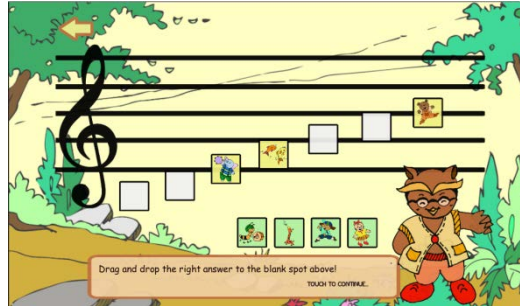 Drag and drop the right answer to the blank spot above!
TOUCH TO CONTINUE..